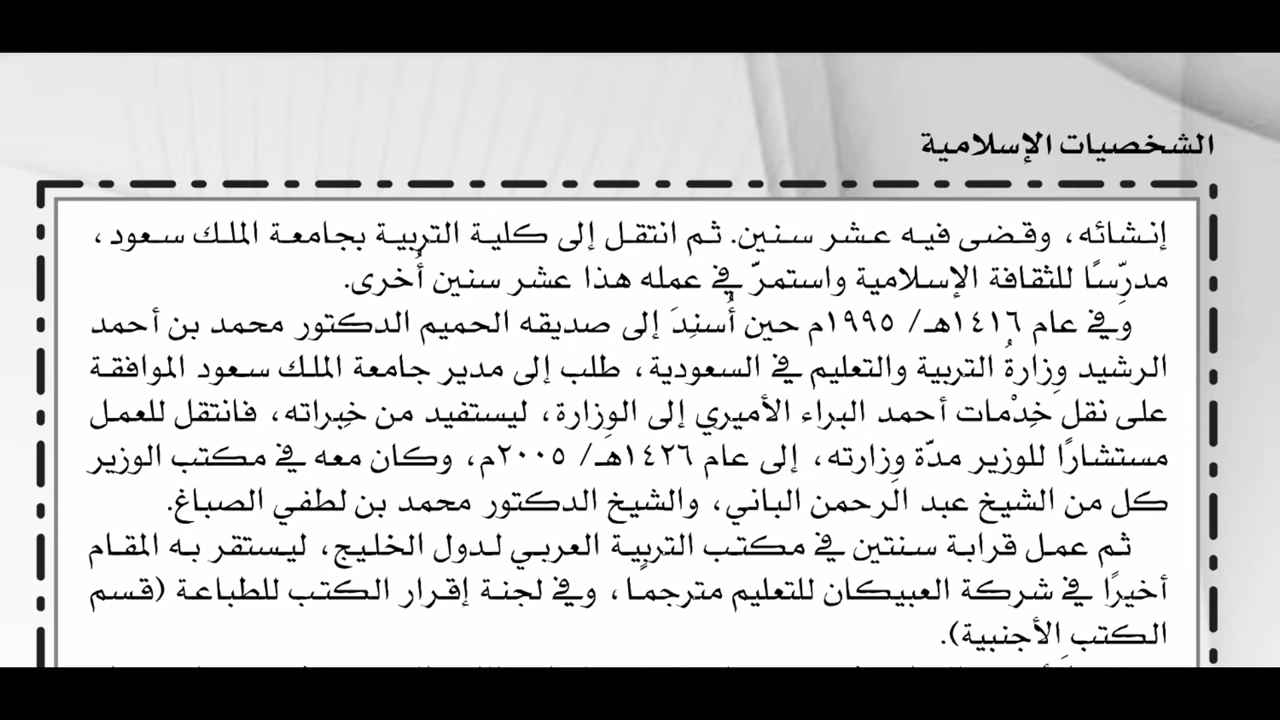 الشخصيات الإسلامية
إنشائه، وقضى فيه عشر سنين. ثم انتقل إلى كلية التربية بجامعة الملك سعود،
مدرِّسًا للثقافة الإسلامية واستمرّ في عمله هذا عشر سنين أُخرى.
وفي عام ١٤١٦هـ/ ١٩٩٥م حين أُسنِدَ إلى صديقه الحميم الدكتور محمد بن أحمد
الرشيد وِزارةُ التربية والتعليم في السعودية، طلب إلى مدير جامعة الملك سعود الموافقة
على نقل خِدْمات أحمد البراء الأميري إلى الوِزارة، ليستفيد من خِبراته، فانتقل للعمل
مستشارًا للوزير مدّة وِزارته، إلى عام ١٤٢٦هـ/ ٢٠٠٥م، وكان معه في مكتب الوزير
كل من الشيخ عبد الرحمن الباني، والشيخ الدكتور محمد بن لطفي الصباغ.
ثم عمل قرابة سنتين في مكتب التربية العربي لدول الخليج، ليستقر به المقام
أخيرًا في شركة العبيكان للتعليم مترجمًا، وفي لجنة إقرار الكتب للطباعة (قسم
الكتب الأجنبية).